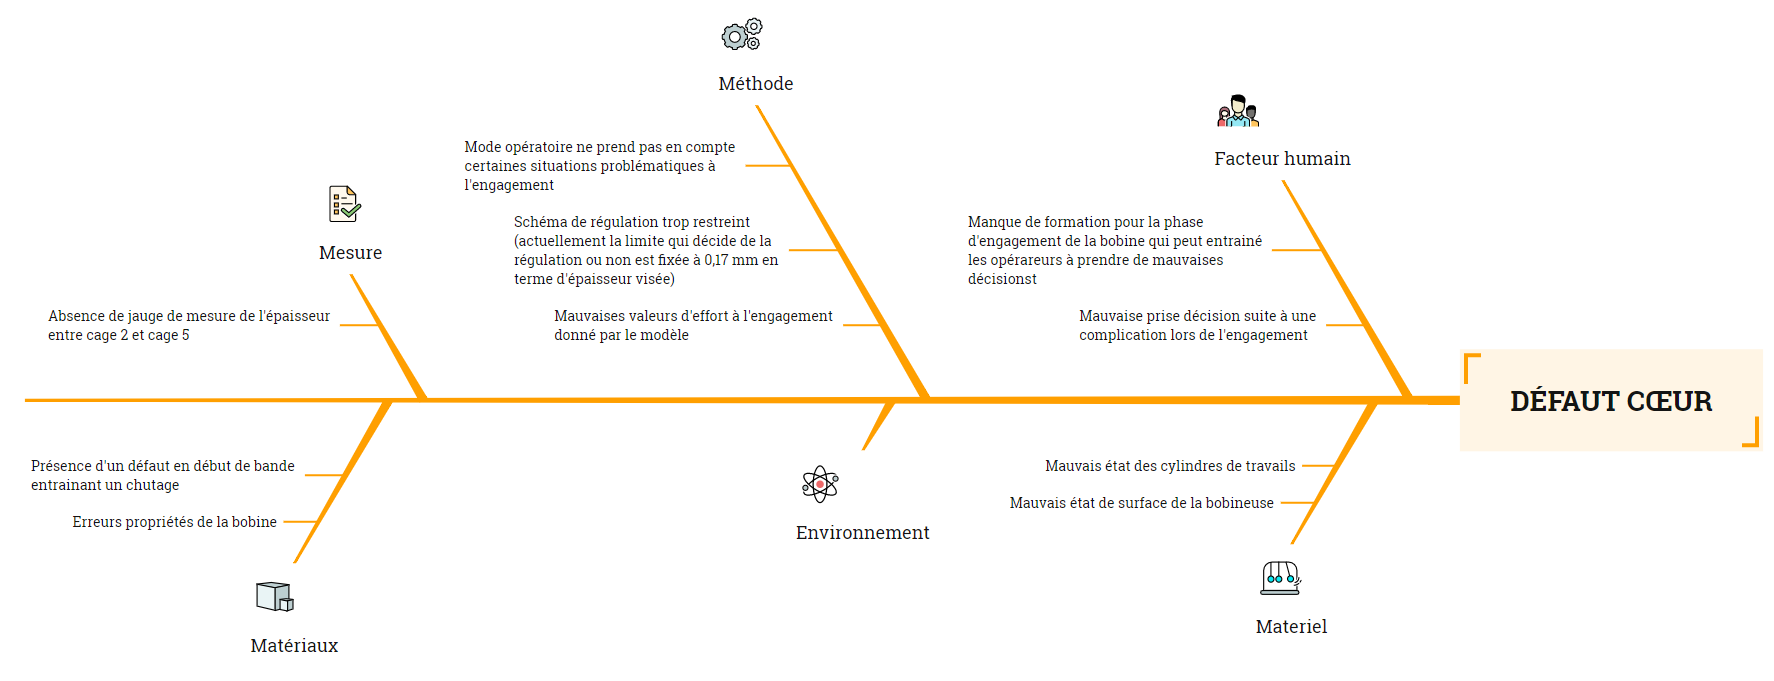 Méthode
Mode opératoire ne prend pas en compte
certaines situations problématiques à
l'engagement
Schéma de régulation trop restreint
(actuellement la limite qui décide de la
régulation ou non est fixée à 0,17 mm en
terme d'épaisseur visée)
Mauvaises valeurs d'effort à l'engagement
donné par le modèle
Facteur humain
Manque de formation pour la phase
d'engagement de la bobine qui peut entrainé
les opérareurs à prendre de mauvaises
décisionst
Mauvaise prise décision suite à une
complication lors de l'engagement
Mesure
Absence de jauge de mesure de l'épaisseur
entre cage 2 et cage 5
DÉFAUT CŒUR
Présence d'un défaut en début de bande
entrainant un chutage
Erreurs propriétés de la bobine
Matériaux
Environnement
Mauvais état des cylindres de travails
Mauvais état de surface de la bobineuse
Materiel